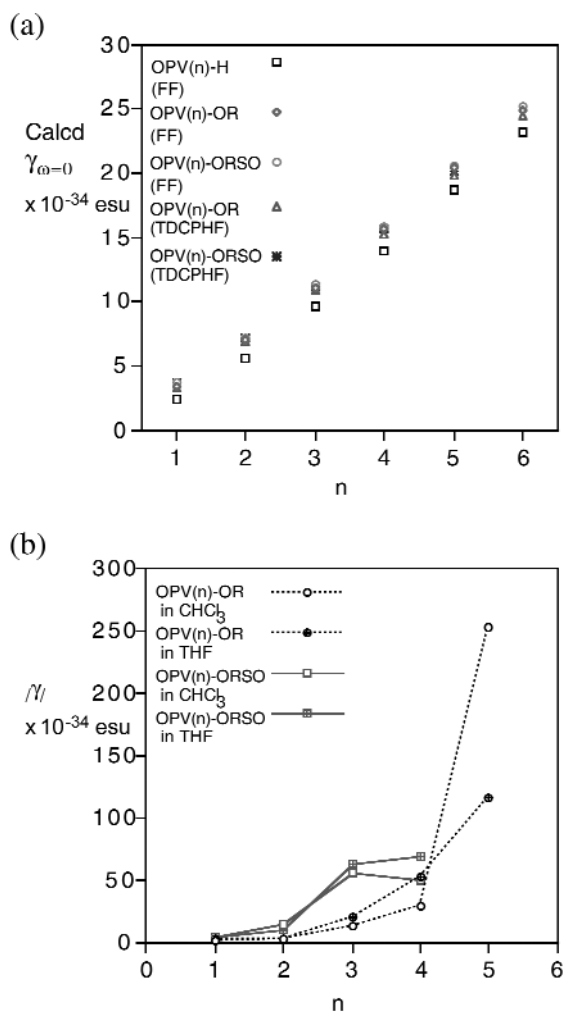 (a)
30
25
20
15
10
5
0
Calcd
γω=0
x 10-34 esu
OPV(n)-H
(FF)
OPV(n)-OR
(FF)
OPV(n)-ORSO
(FF)
OPV(n)-OR
(TDCPHF)
OPV(n)-ORSO
(TDCPHF)
1 2 3 4 5 6
n
(b)
300
250
200
150
100
50
0
/γ/
x 10-34 esu
OPV(n)-OR
in CHCl3
OPV(n)-OR
in THF
OPV(n)-ORSO
in CHCl3
OPV(n)-ORSO
in THF
0 1 2 3 4 5 6
n